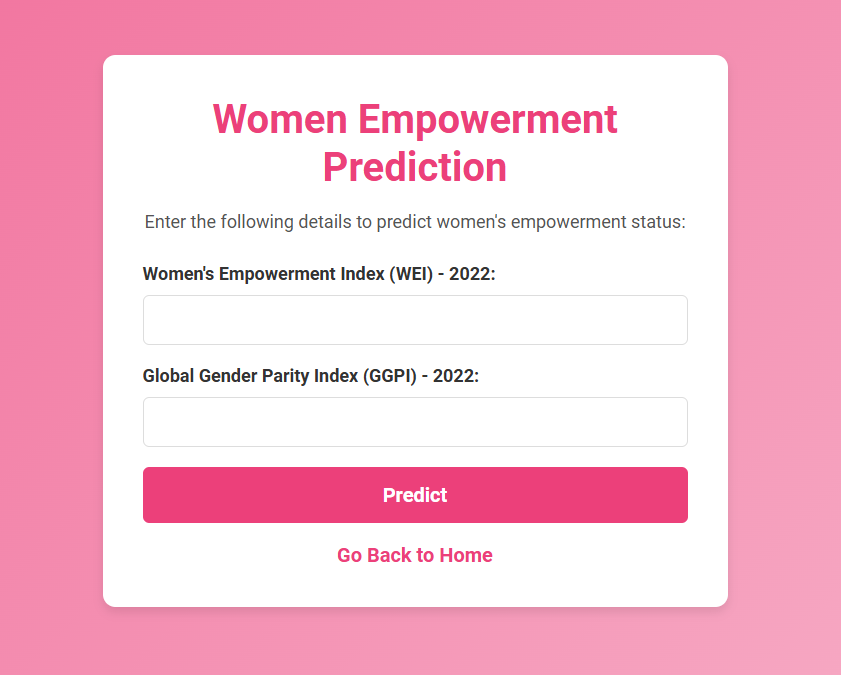 Women Empowerment
Prediction
Enter the following details to predict women's empowerment status:
Women's Empowerment Index (WEI) - 2022:
Global Gender Parity Index (GGPI) - 2022:
Predict
Go Back to Home